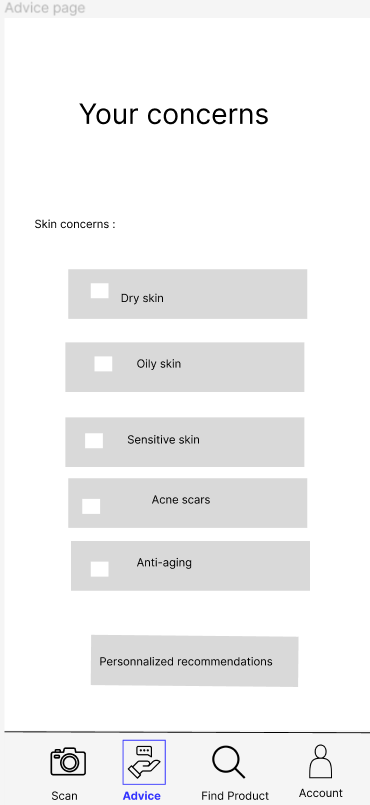 Advice page
Your concerns
Skin concerns :
Dry skin
Oily skin
Sensitive skin
Acne scars
Anti-aging
Personnalized recommendations
Scan
Advice
Find Product
Account